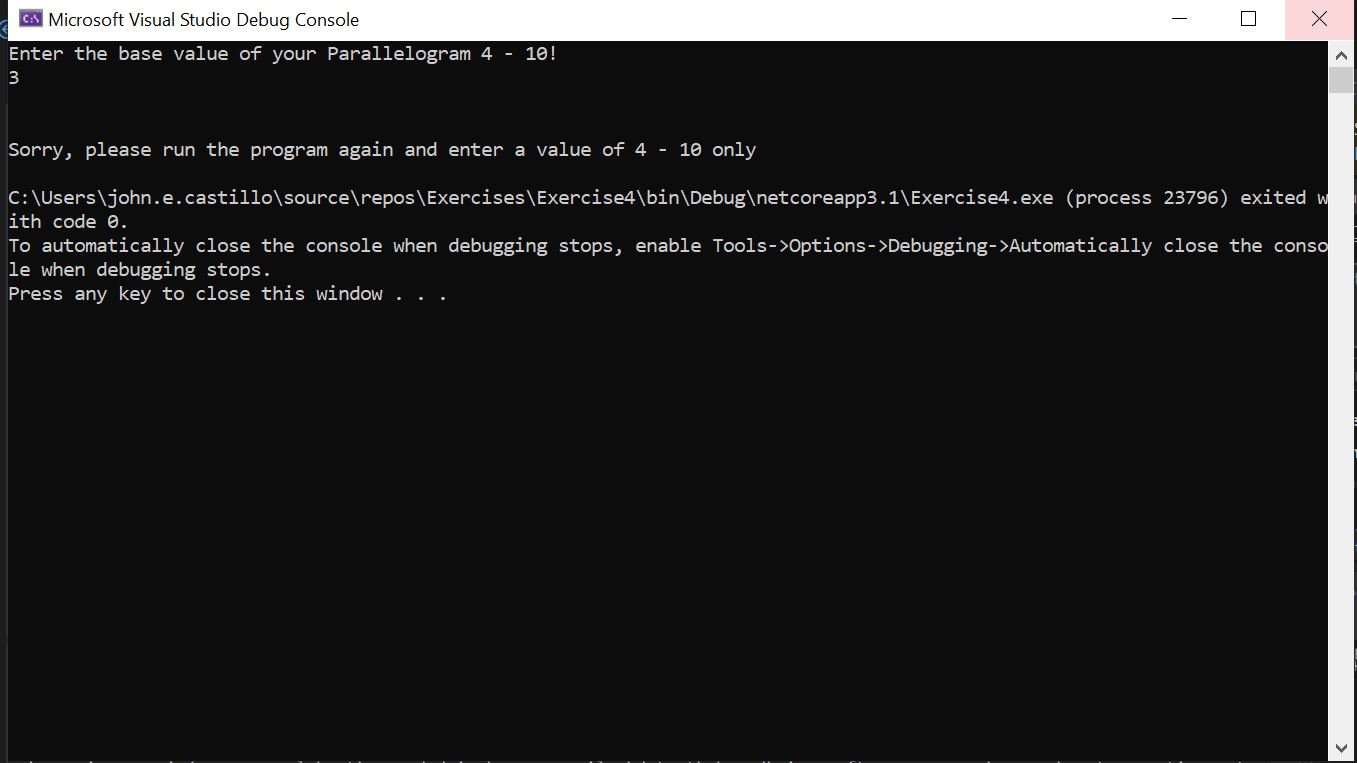 Microsoft Visual Studio Debug Console
Enter the base value of your Parallelogram 4 - 10!
3
Sorry, please run the program again and enter a value of 4 - 10 only
C:\Users\john.e.castillo\source\repos\Exercises\Exercise4\bin\Debug\netcoreapp3.1\Exercise4.exe (process 23796) exited w
ith code 0.
To automatically close the console when debugging stops, enable Tools->Options->Debugging->Automatically close the conso
le when debugging stops.
Press any key to close this window . . .